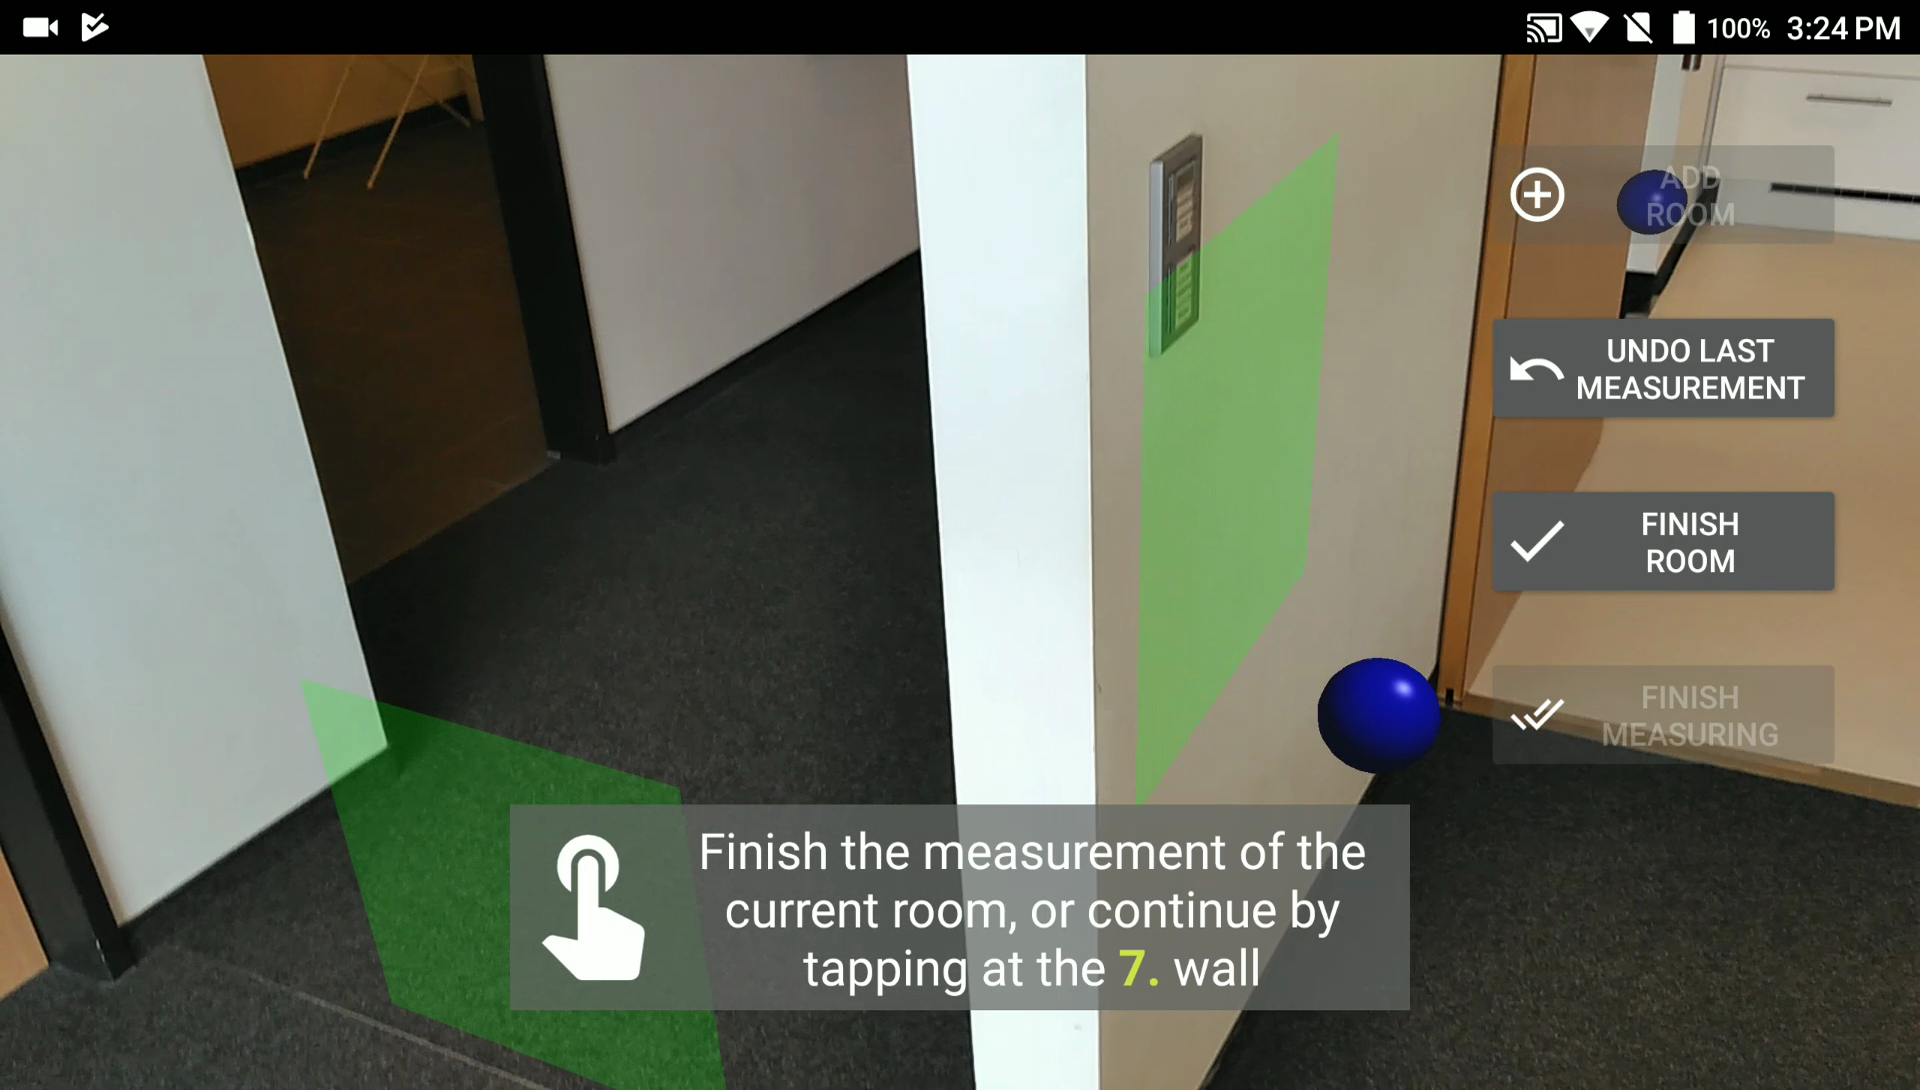 100% 3:24 PM
ADD
ROOM
UNDO LAST
MEASUREMENT
FINISH
ROOM
FINISH
MEASURING
Finish the measurement of the
current room, or continue by
tapping at the 7. wall